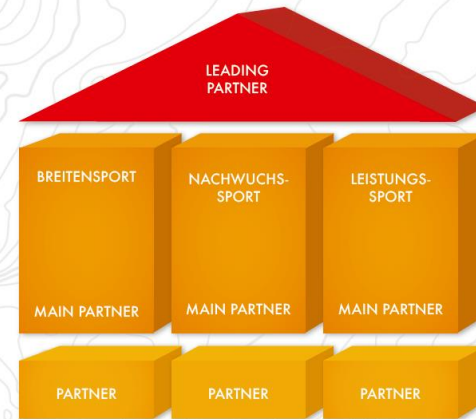 LEADING
PARTNER
BREITENSPORT
NACHWUCHS-
SPORT
LEISTUNGS-
SPORT
MAIN PARTNER
MAIN PARTNER
MAIN PARTNER
PARTNER
PARTNER
PARTNER